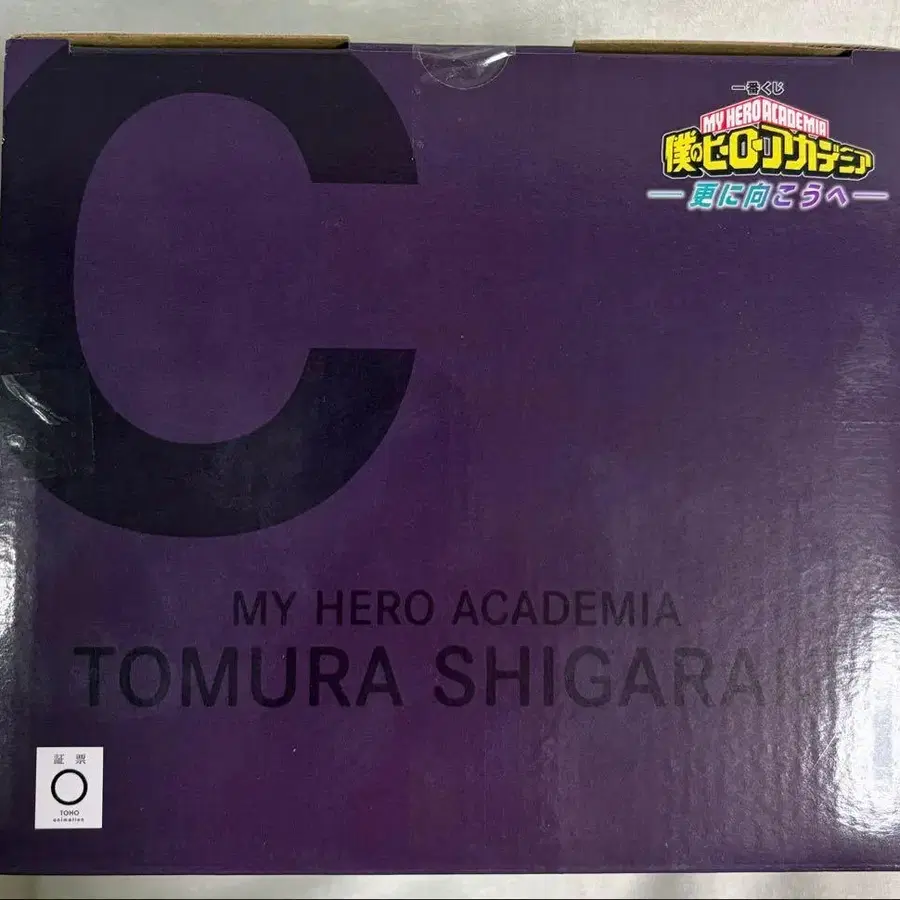 C
一番くじ
MY HERO ACADEMIA
僕のヒーローアカデミア
更に向こうへ
MY HERO ACADEMIA
TOMURA SHIGARAKI
証 票
TOHO
animation